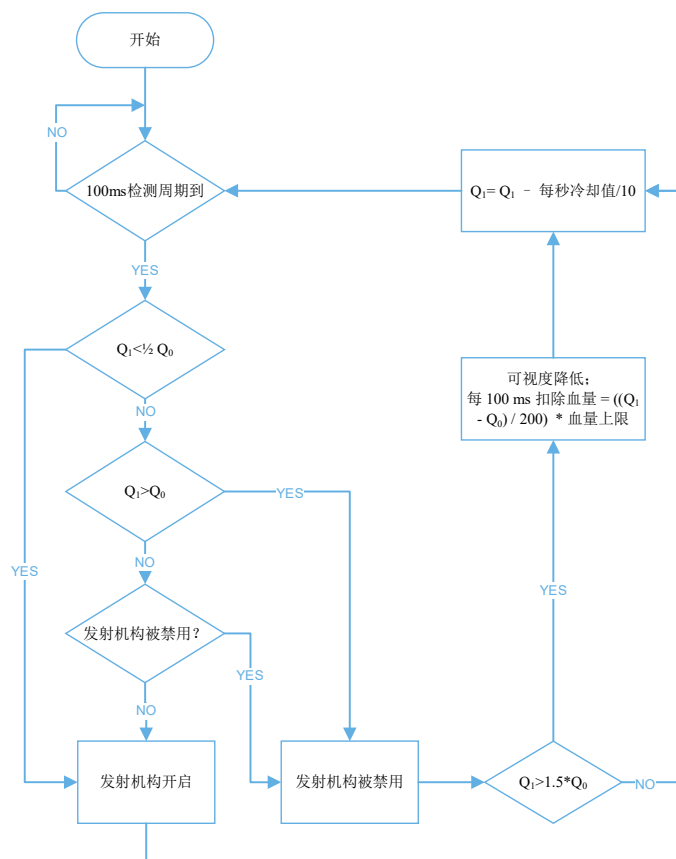 开始
NO
100ms检测周期到
Q₁= Q₁ - 每秒冷却值/10
YES
Q₁<½ Q₀
可视度降低；
每 100 ms 扣除血量 = ((Q₁
- Q₀) / 200) * 血量上限
NO
Q₁>Q₀
YES
YES
NO
YES
发射机构被禁用？
YES
NO
发射机构开启
发射机构被禁用
Q₁>1.5*Q₀
NO